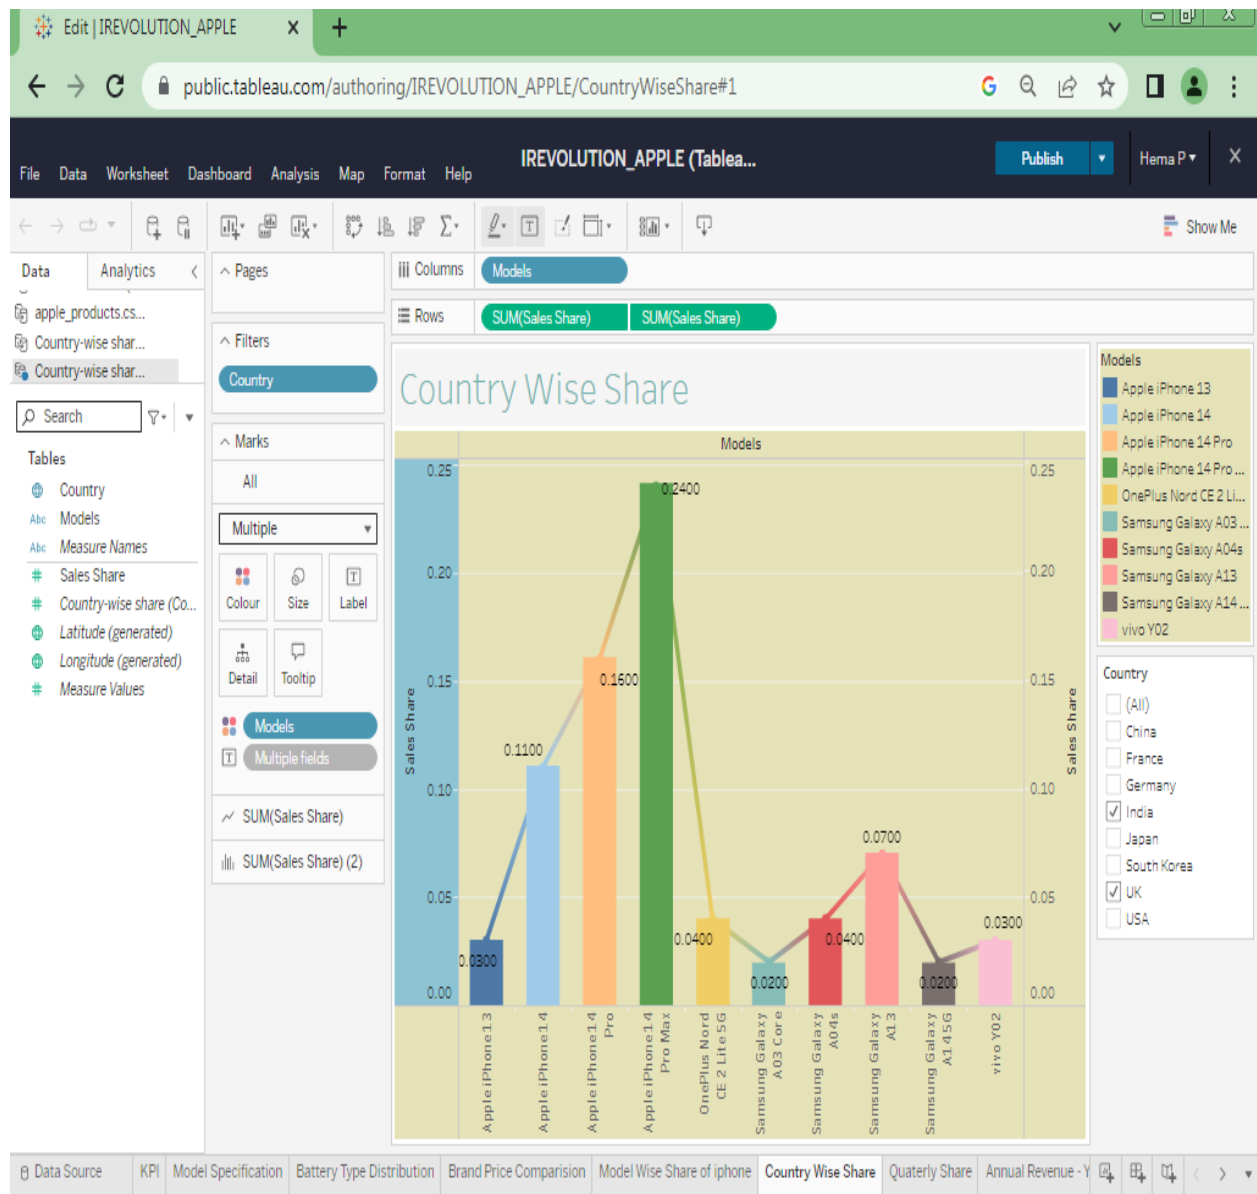 Edit | IREVOLUTION_APPLE
public.tableau.com/authoring/IREVOLUTION_APPLE/CountryWiseShare#1
IREVOLUTION_APPLE (Tablea...
Publish
Hema P
File Data Worksheet Dashboard Analysis Map Format Help
Show Me
Data Analytics
apple_products.cs...
Country-wise shar...
Country-wise shar...
Search
Tables
Country
Abc Models
Abc Measure Names
Sales Share
Country-wise share (Co...
Latitude (generated)
Longitude (generated)
Measure Values
Pages
Filters
Country
Marks
All
Multiple
Colour Size Label
Detail Tooltip
Models
Multiple fields
SUM(Sales Share)
SUM(Sales Share) (2)
Columns Models
Rows SUM(Sales Share) SUM(Sales Share)
Country Wise Share
Models
Sales Share
0.25
0.20
0.15
0.10
0.05
0.00
0.0300
0.1100
0.1600
0.2400
0.0400
0.0200
0.0400
0.0700
0.0200
0.0300
Apple iPhone 13
Apple iPhone 14
Apple iPhone 14
Pro
Apple iPhone 14
Pro Max
OnePlus Nord
CE 2 Lite 5G
Samsung Galaxy
A03 Core
Samsung Galaxy
A04s
Samsung Galaxy
A13
Samsung Galaxy
A14 5G
vivo Y02
0.25
0.20
0.15
0.10
0.05
0.00
Sales Share
Models
Apple iPhone 13
Apple iPhone 14
Apple iPhone 14 Pro
Apple iPhone 14 Pro ...
OnePlus Nord CE 2 Li...
Samsung Galaxy A03 ...
Samsung Galaxy A04s
Samsung Galaxy A13
Samsung Galaxy A14 ...
vivo Y02
Country
(All)
China
France
Germany
India
Japan
South Korea
UK
USA
Data Source KPI Model Specification Battery Type Distribution Brand Price Comparision Model Wise Share of iphone Country Wise Share Quaterly Share Annual Revenue - Y